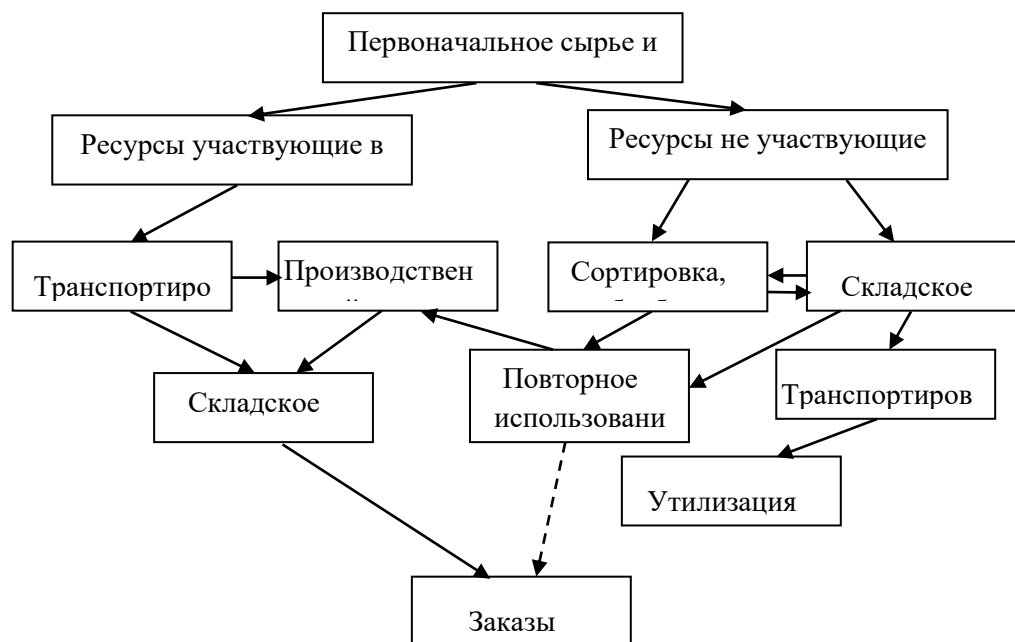 Первоначальное сырье и
Ресурсы участвующие в
Ресурсы не участвующие
Транспортиро
Производствен
Сортировка,
Складское
Складское
Повторное
использовани
Транспортиров
Утилизация
Заказы